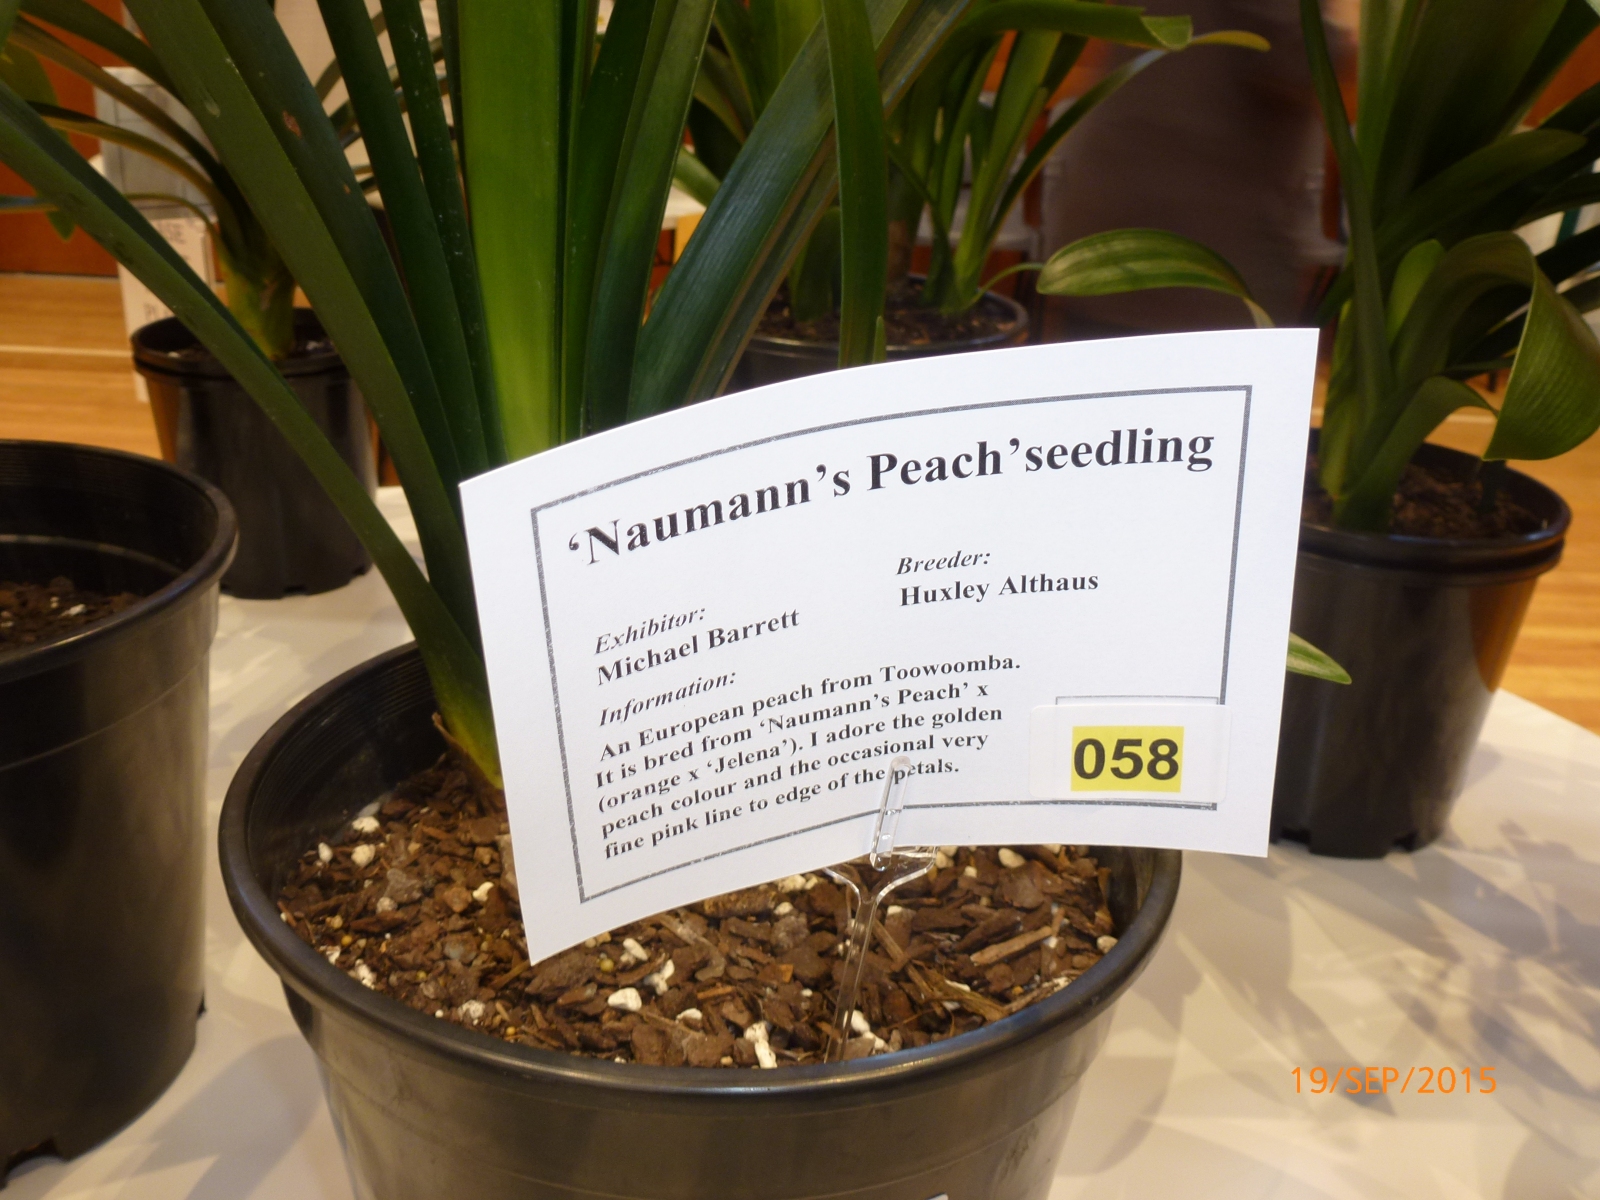 ‘Naumann’s Peach’seedling
Exhibitor:
Michael Barrett
Breeder:
Huxley Althaus
Information:
An European peach from Toowoomba.
It is bred from ‘Naumann’s Peach’ x
(orange x ‘Jelena’). I adore the golden
peach colour and the occasional very
fine pink line to edge of the petals.
058
19/SEP/2015